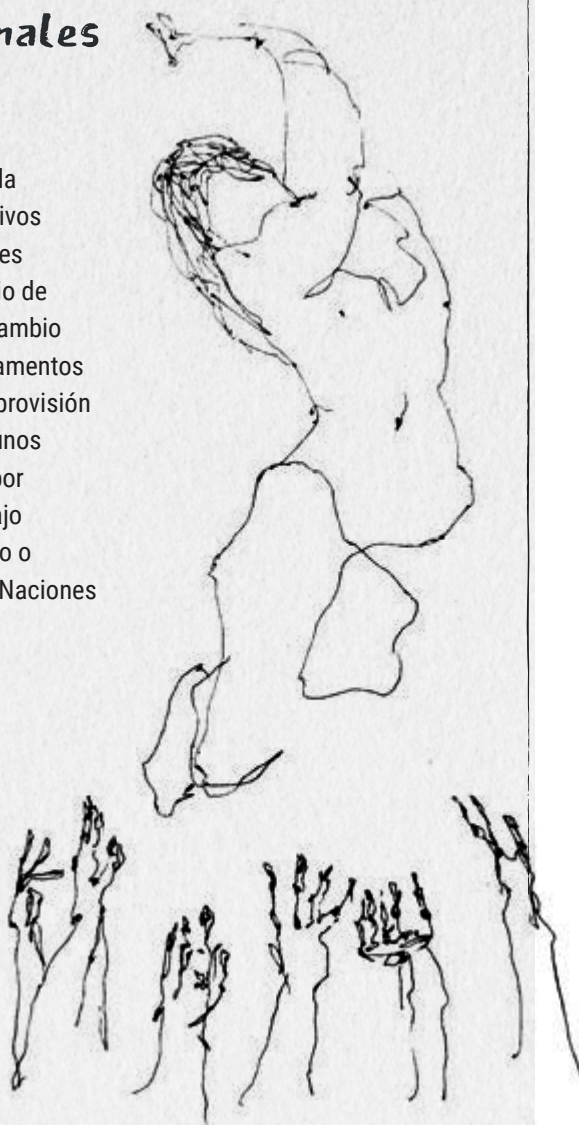 nales
la
ivos
es
o de
ambio
amentos
provisión
unos
por
ajo
o o
Naciones